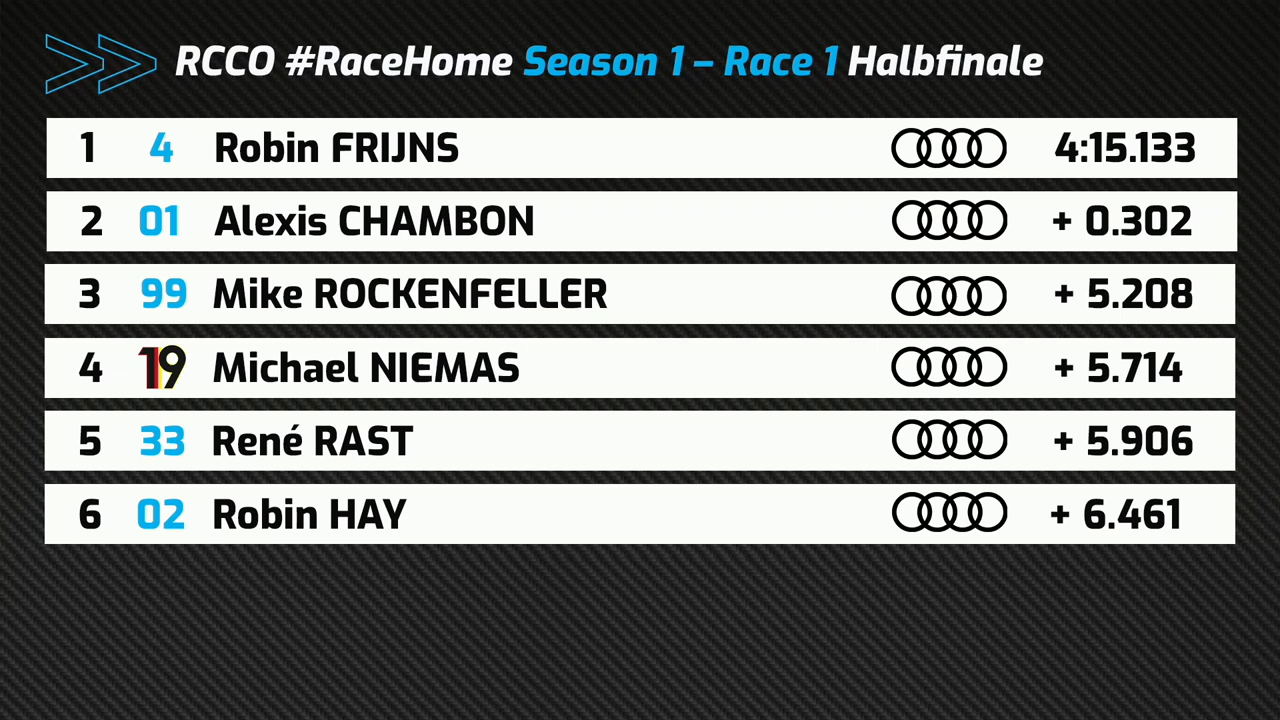 RCCO #RaceHome Season 1 – Race 1 Halbfinale
1 4 Robin FRIJNS 4:15.133
2 01 Alexis CHAMBON + 0.302
3 99 Mike ROCKENFELLER + 5.208
4 19 Michael NIEMAS + 5.714
5 33 René RAST + 5.906
6 02 Robin HAY + 6.461